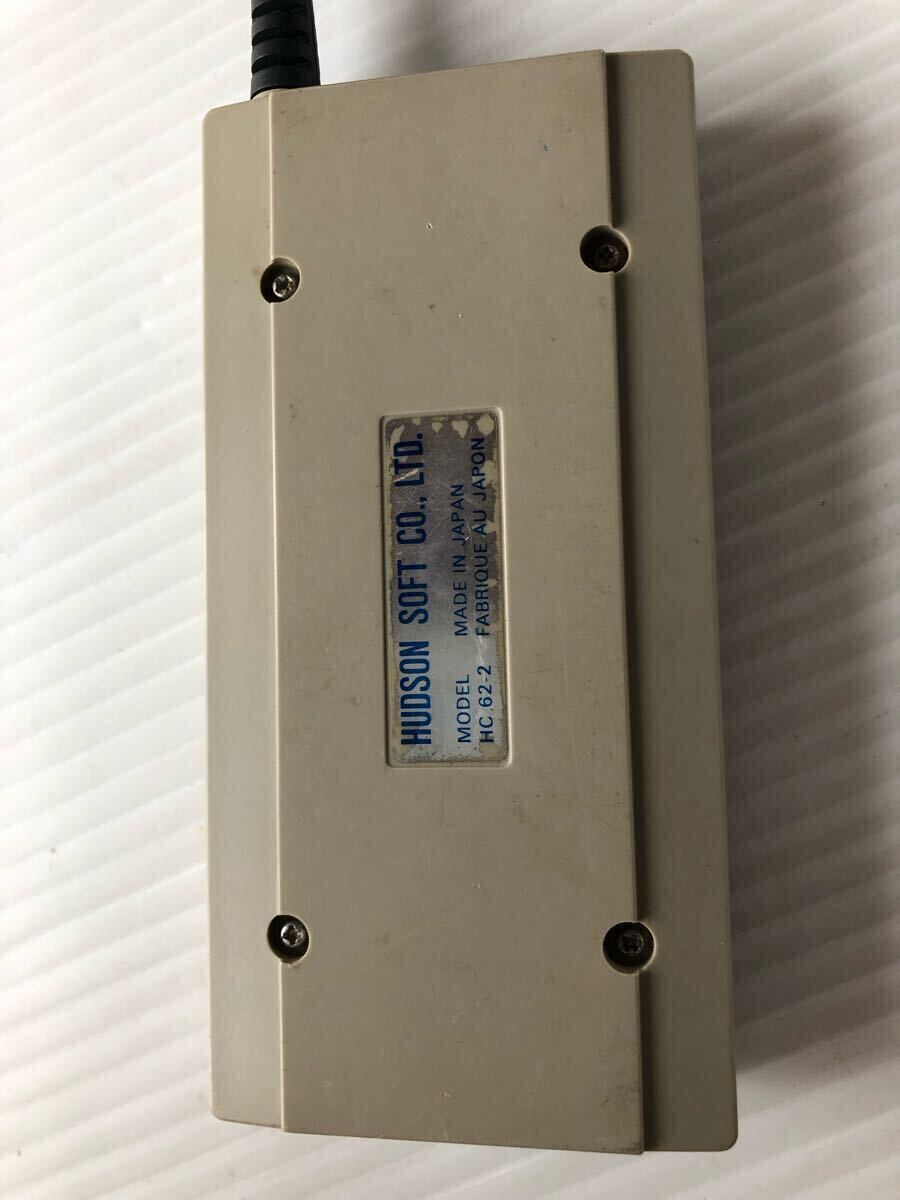 HUDSON SOFT CO., LTD.
MODEL MADE IN JAPAN
HC 62-2 FABRIQUE AU JAPON